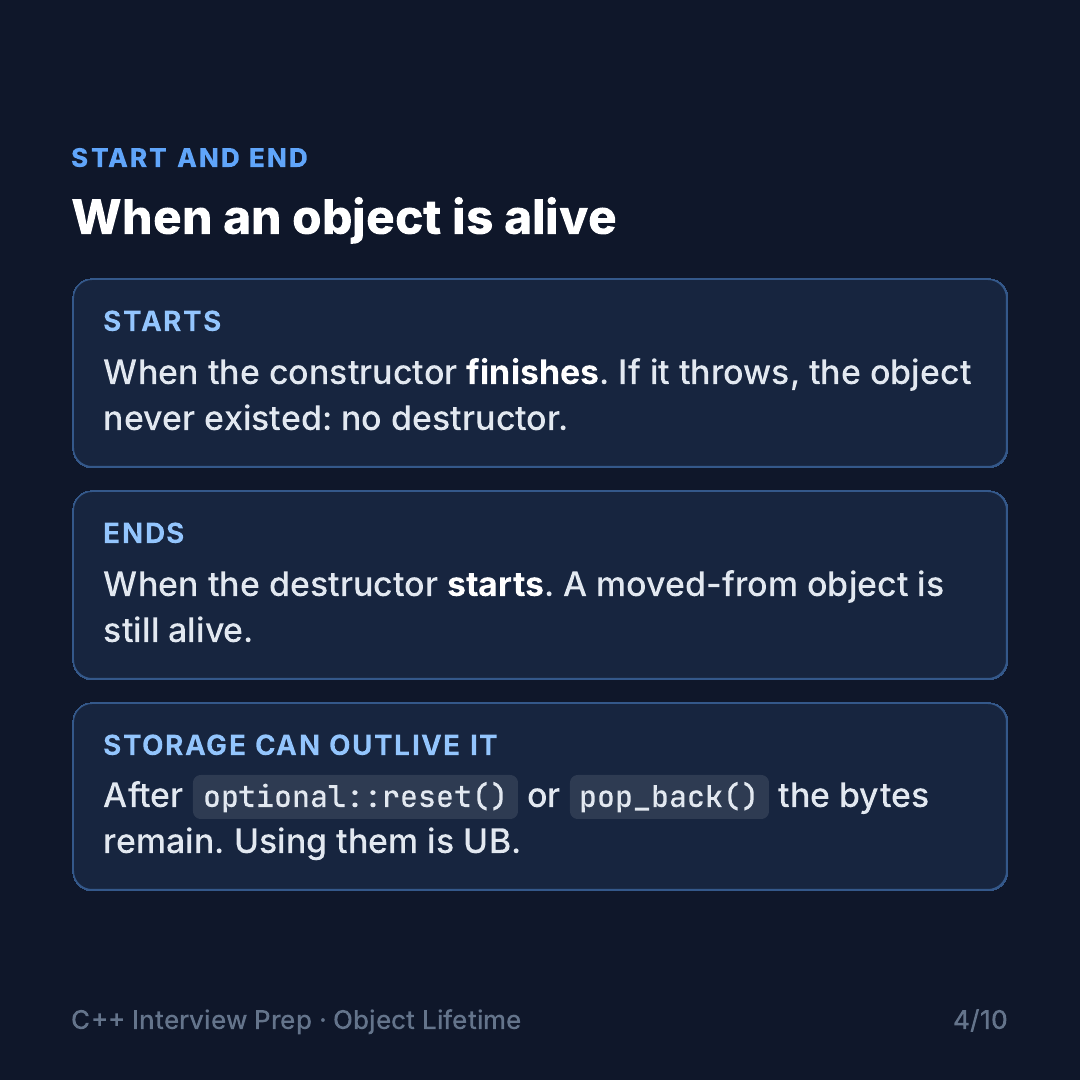 START AND END
When an object is alive
STARTS
When the constructor finishes. If it throws, the object
never existed: no destructor.
ENDS
When the destructor starts. A moved-from object is
still alive.
STORAGE CAN OUTLIVE IT
After optional::reset() or pop_back() the bytes
remain. Using them is UB.
C++ Interview Prep · Object Lifetime
4/10